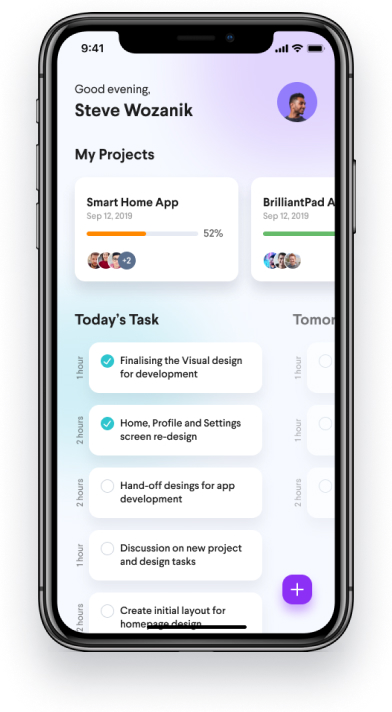 9:41
Good evening,
Steve Wozanik
My Projects
Smart Home App
Sep 12, 2019
52%
+2
BrilliantPad A
Sep 12, 2019
Today's Task
Tomor
1 hour
Finalising the Visual design
for development
1 hour
2 hours
Home, Profile and Settings
screen re-design
1 hour
2 hours
Hand-off desings for app
development
2 hours
1 hour
Discussion on new project
and design tasks
2 hours
Create initial layout for
homepage design